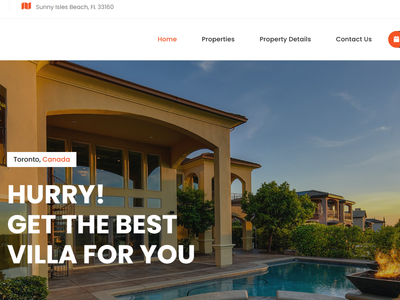 Sunny Isles Beach, FL 33160
Home Properties Property Details Contact Us
Toronto, Canada
HURRY!
GET THE BEST
VILLA FOR YOU